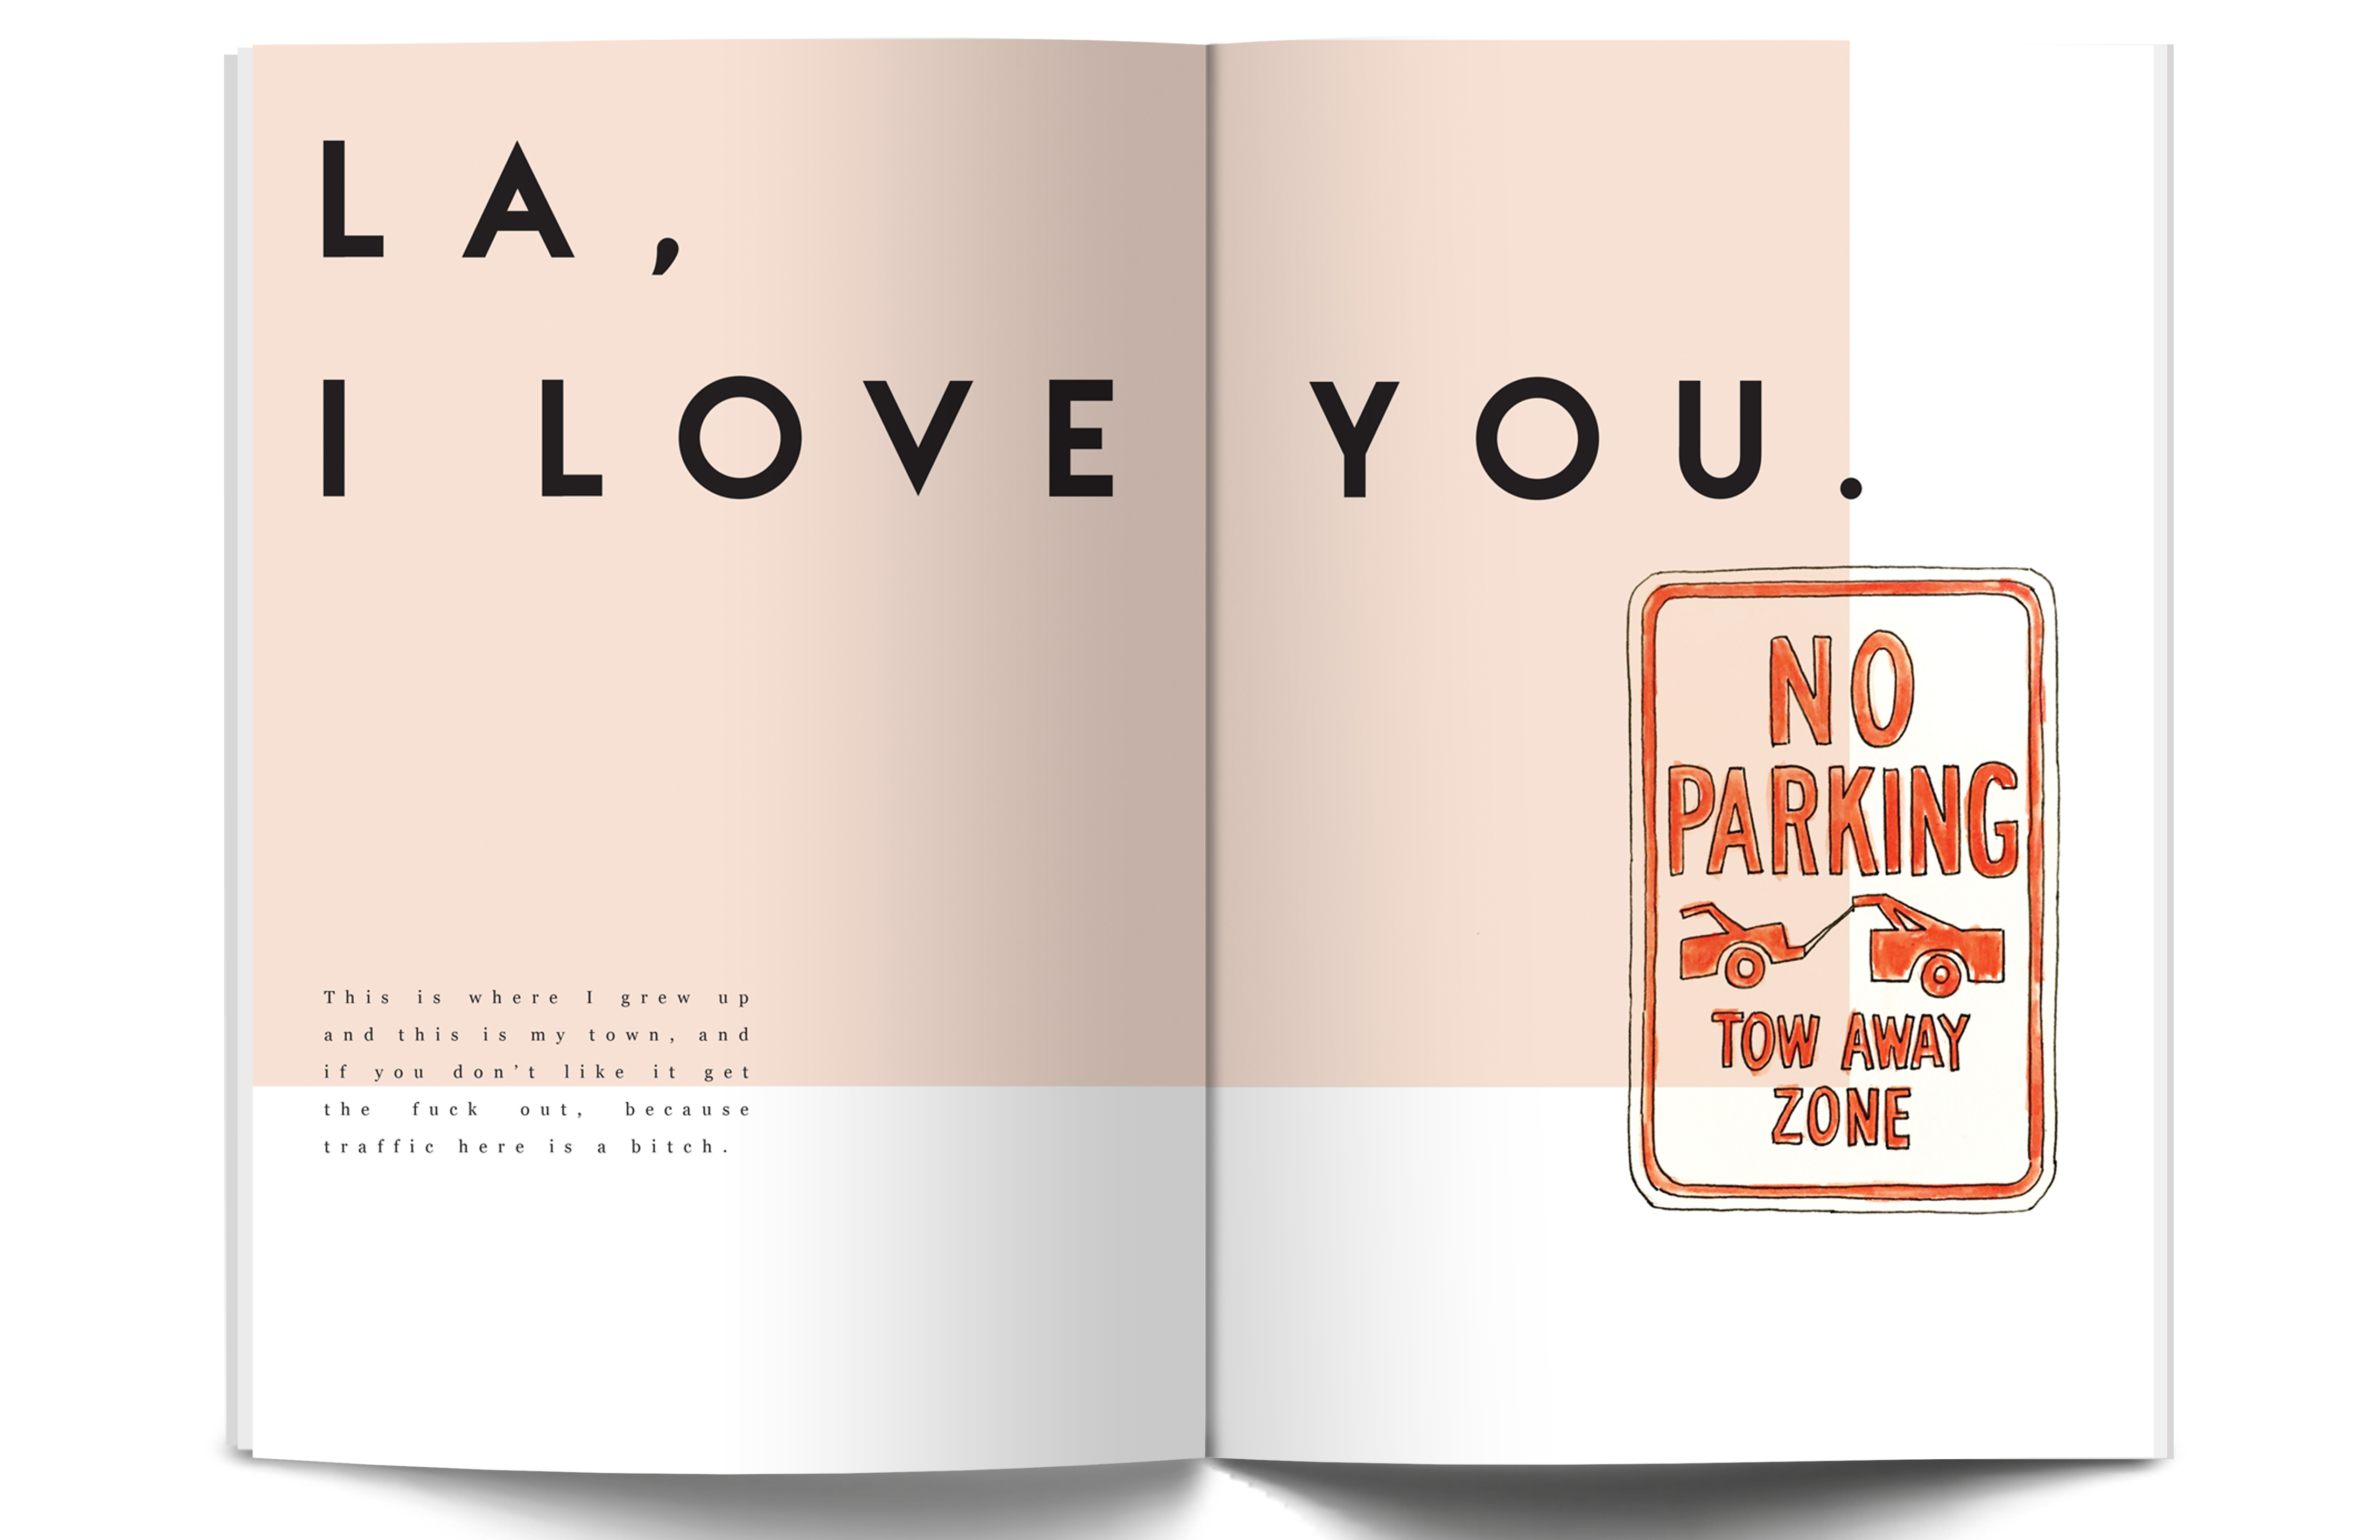 LA,
I LOVE YOU.
This is where I grew up
and this is my town, and
if you don’t like it get
the fuck out, because
traffic here is a bitch.
NO
PARKING
TOW AWAY
ZONE